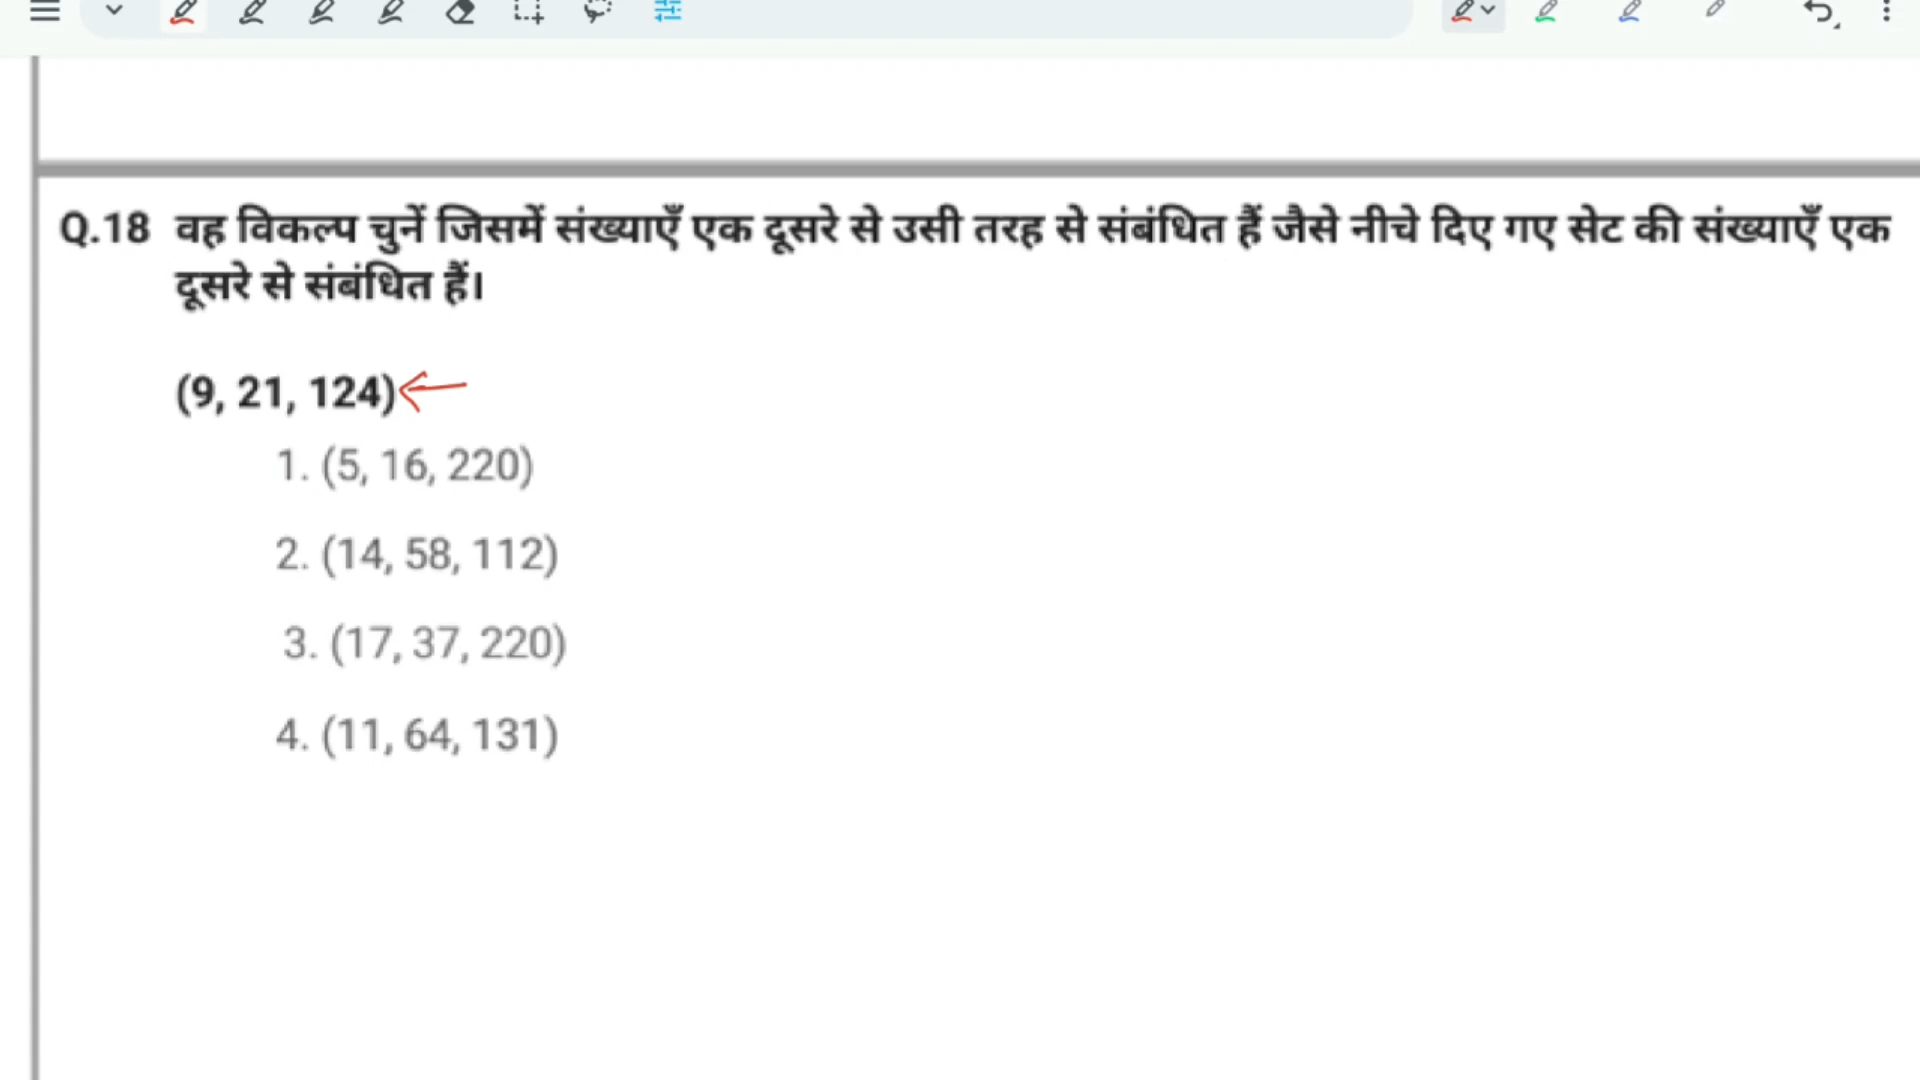 Q.18 वह विकल्प चुनें जिसमें संख्याएँ एक दूसरे से उसी तरह से संबंधित हैं जैसे नीचे दिए गए सेट की संख्याएँ एक
दूसरे से संबंधित हैं।
(9, 21, 124)
1. (5, 16, 220)
2. (14, 58, 112)
3. (17, 37, 220)
4. (11, 64, 131)